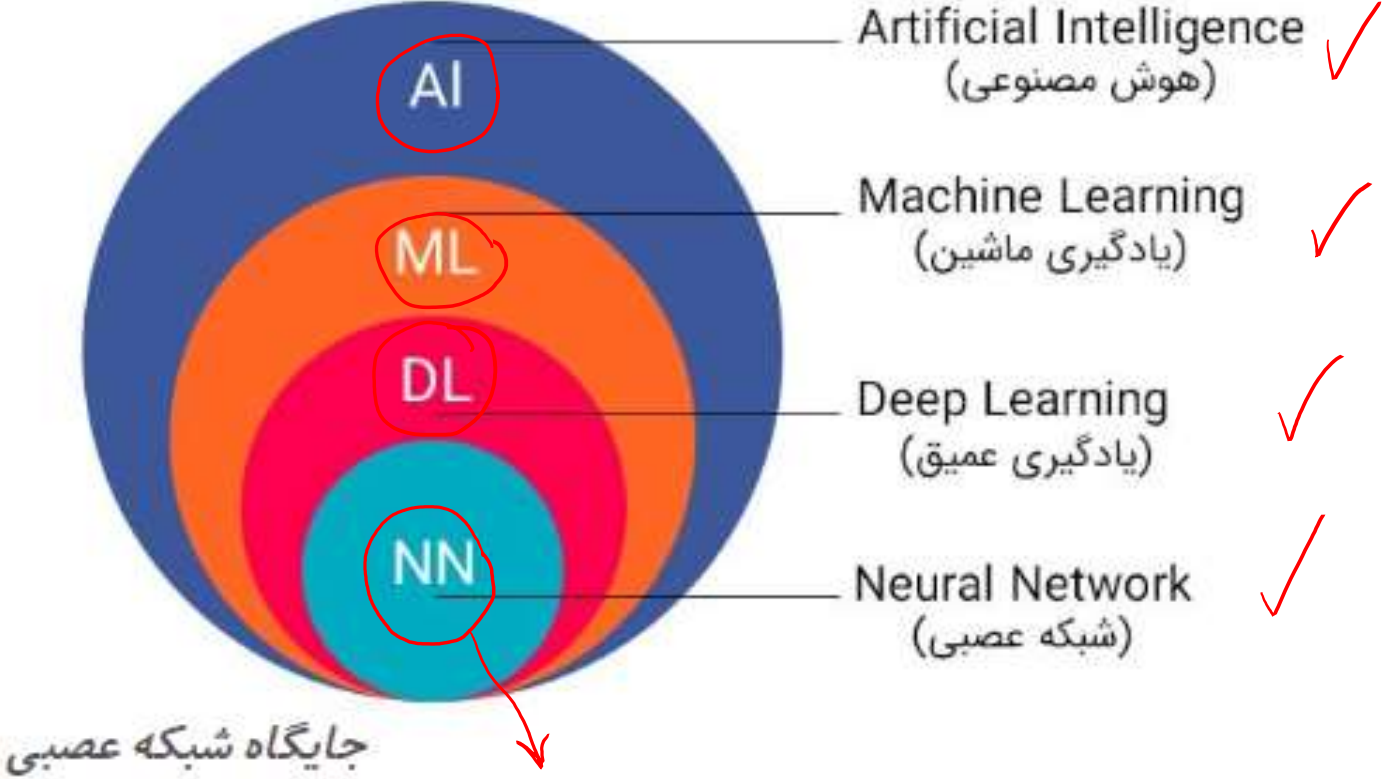 AI
Artificial Intelligence
(هوش مصنوعی)
ML
Machine Learning
(یادگیری ماشین)
DL
Deep Learning
(یادگیری عمیق)
NN
Neural Network
(شبکه عصبی)
جایگاه شبکه عصبی